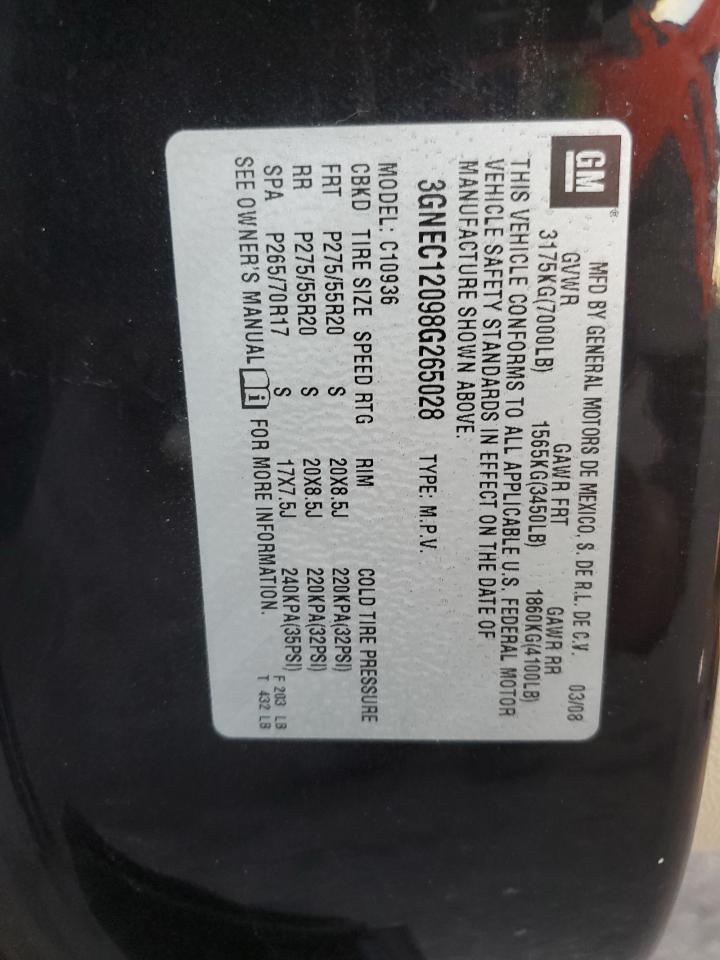 GM ®
MFD BY GENERAL MOTORS DE MEXICO, S. DE R.L. DE C.V. 03/08
GVWR GAWR FRT GAWR RR
3175KG(7000LB) 1565KG(3450LB) 1860KG(4100LB)
THIS VEHICLE CONFORMS TO ALL APPLICABLE U.S. FEDERAL MOTOR
VEHICLE SAFETY STANDARDS IN EFFECT ON THE DATE OF
MANUFACTURE SHOWN ABOVE.
3GNEC12098G265028 TYPE: M.P.V.
MODEL: C10936
CBKD TIRE SIZE SPEED RTG RIM COLD TIRE PRESSURE
FRT P275/55R20 S 20X8.5J 220KPA(32PSI)
RR P275/55R20 S 20X8.5J 220KPA(32PSI)
SPA P265/70R17 S 17X7.5J 240KPA(35PSI)
SEE OWNER'S MANUAL i FOR MORE INFORMATION.
F 203 LB
T 432 LB